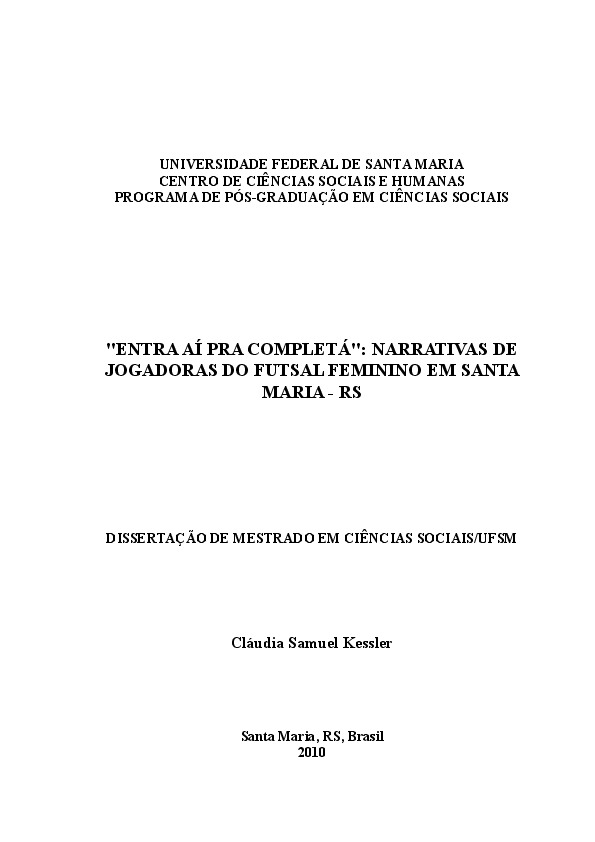 UNIVERSIDADE FEDERAL DE SANTA MARIA
CENTRO DE CIÊNCIAS SOCIAIS E HUMANAS
PROGRAMA DE PÓS-GRADUAÇÃO EM CIÊNCIAS SOCIAIS
"ENTRA AÍ PRA COMPLETÁ": NARRATIVAS DE
JOGADORAS DO FUTSAL FEMININO EM SANTA
MARIA - RS
DISSERTAÇÃO DE MESTRADO EM CIÊNCIAS SOCIAIS/UFSM
Cláudia Samuel Kessler
Santa Maria, RS, Brasil
2010